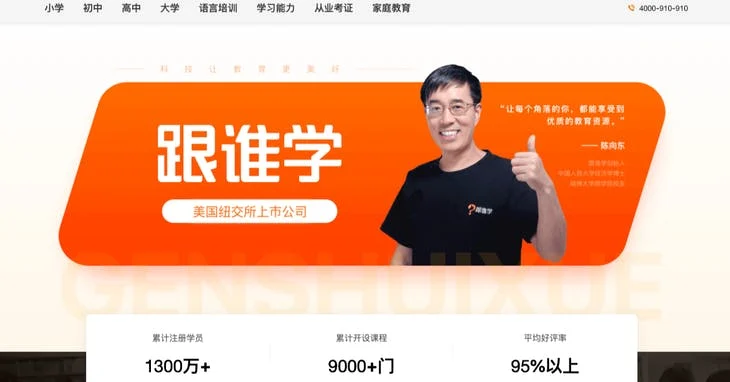 小学 初中 高中 大学 语言培训 学习能力 从业考证 家庭教育 4000-910-910
科技让教育更美好
“让每个角落的你，都能享受到
优质的教育资源。”
—— 陈向东
跟谁学创始人
中国人民大学经济学博士
跟谁学
美国纽交所上市公司
跟谁学
GENSHUIXUE
累计注册学员 累计开设课程 平均好评率
1300万+ 9000+门 95%以上